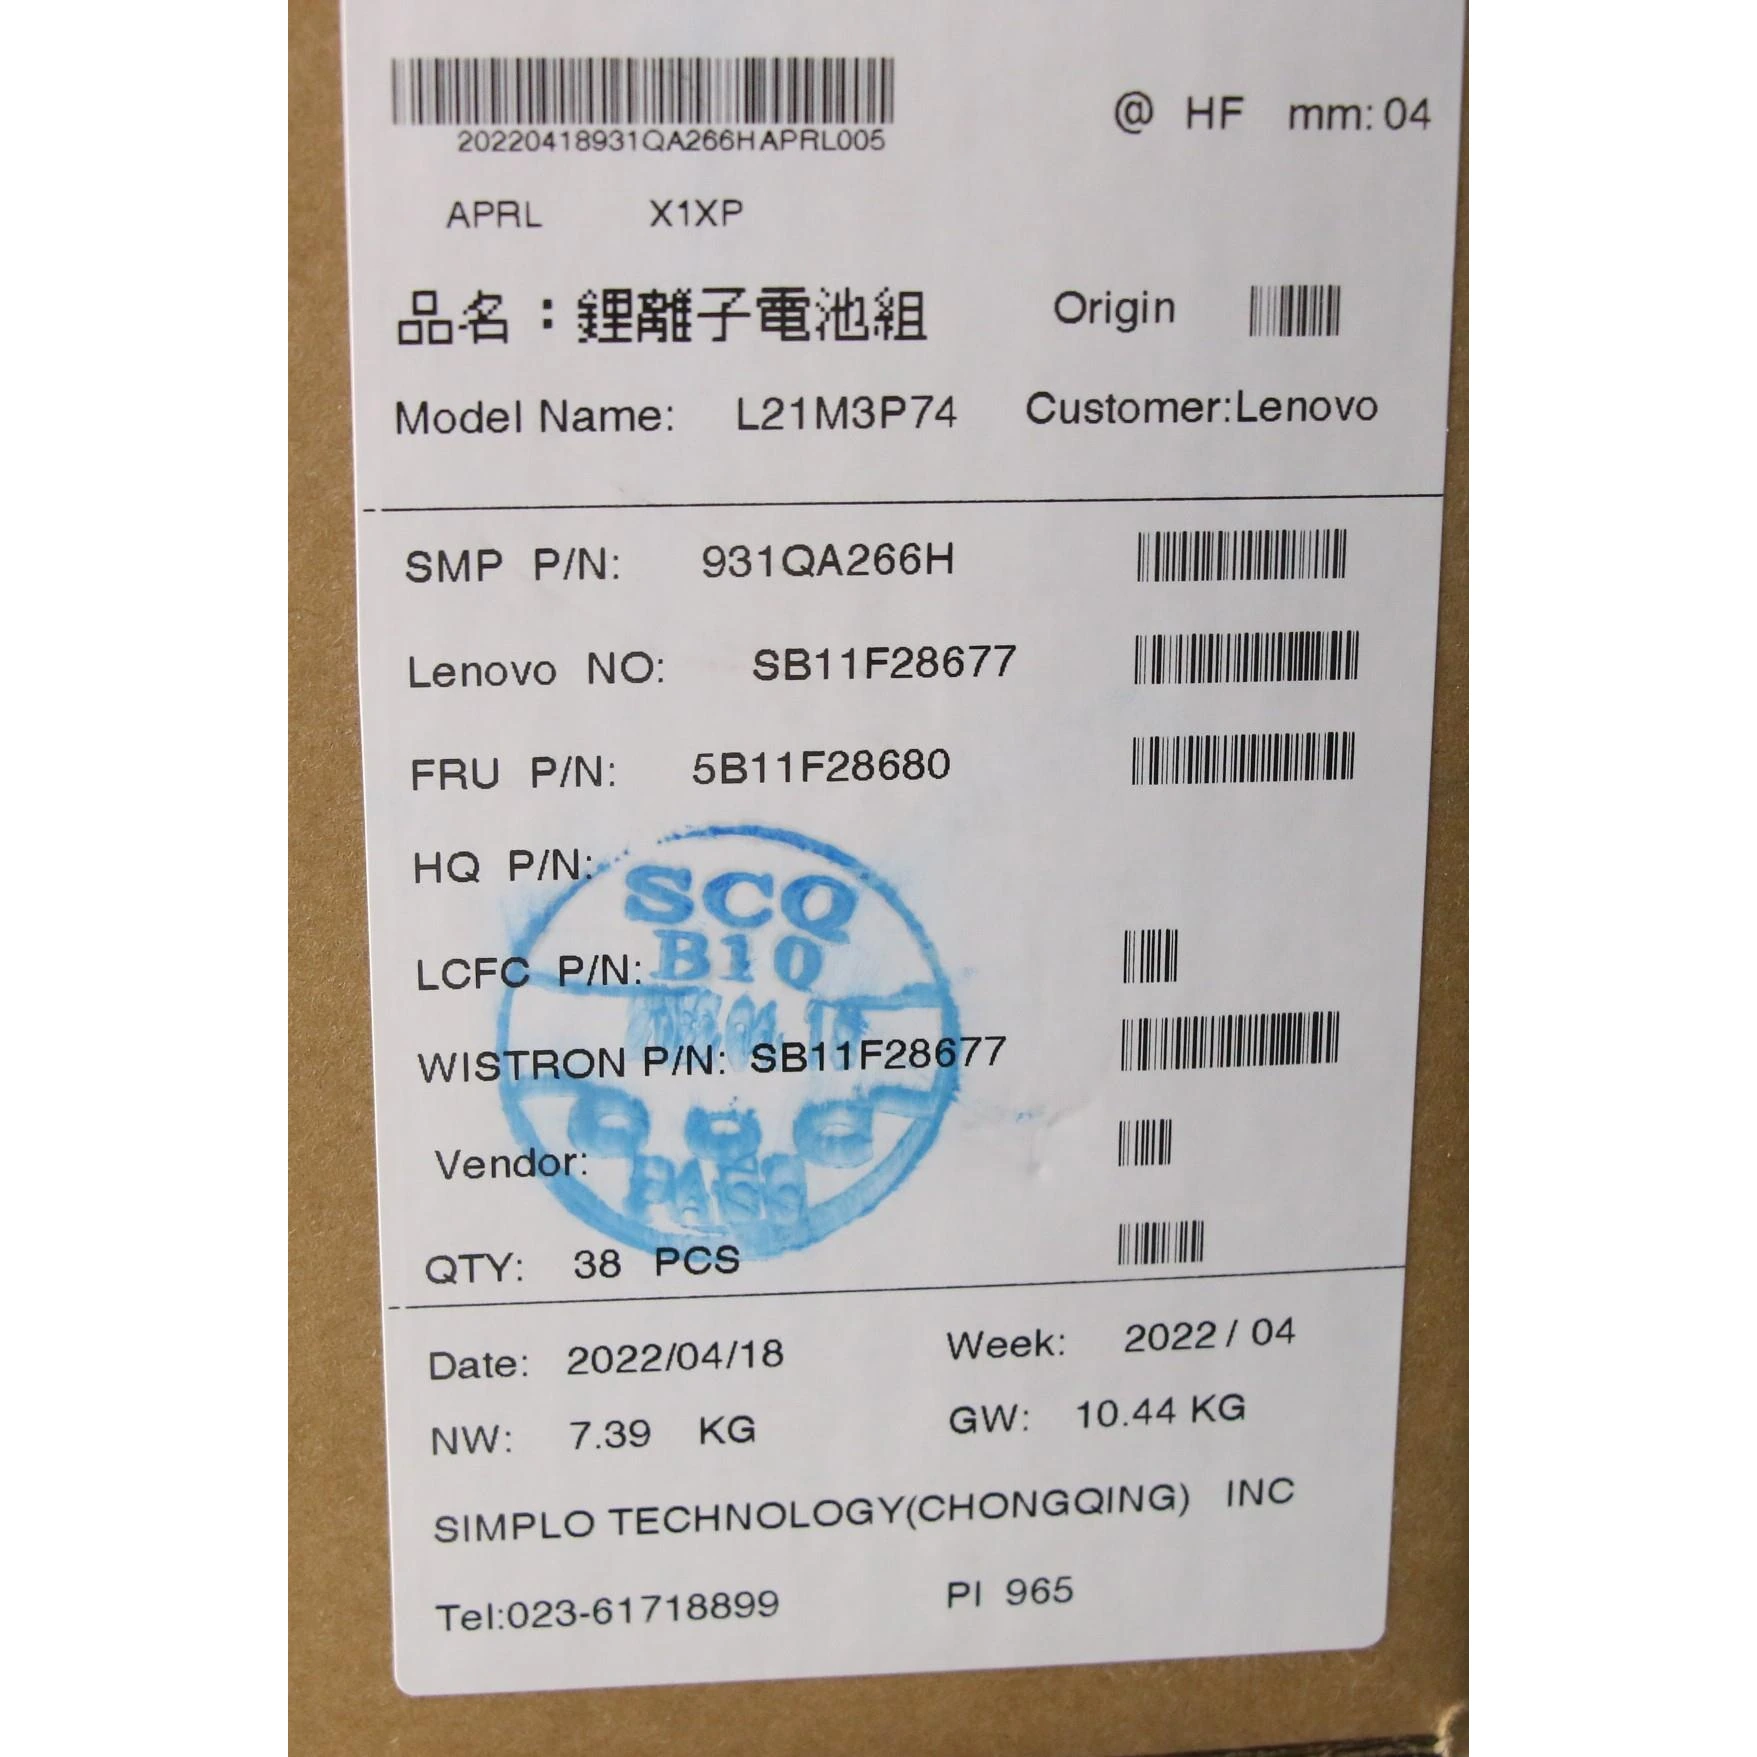 20220418931QA266HAPRL005
@ HF mm: 04
APRL X1XP
品名：鋰離子電池組 Origin
Model Name: L21M3P74 Customer:Lenovo
SMP P/N: 931QA266H
Lenovo NO: SB11F28677
FRU P/N: 5B11F28680
HQ P/N:
SCQ
B10
LCFC P/N:
WISTRON P/N: SB11F28677
Vendor:
PASS
QTY: 38 PCS
Date: 2022/04/18 Week: 2022 / 04
NW: 7.39 KG GW: 10.44 KG
SIMPLO TECHNOLOGY(CHONGQING) INC
Tel:023-61718899 PI 965